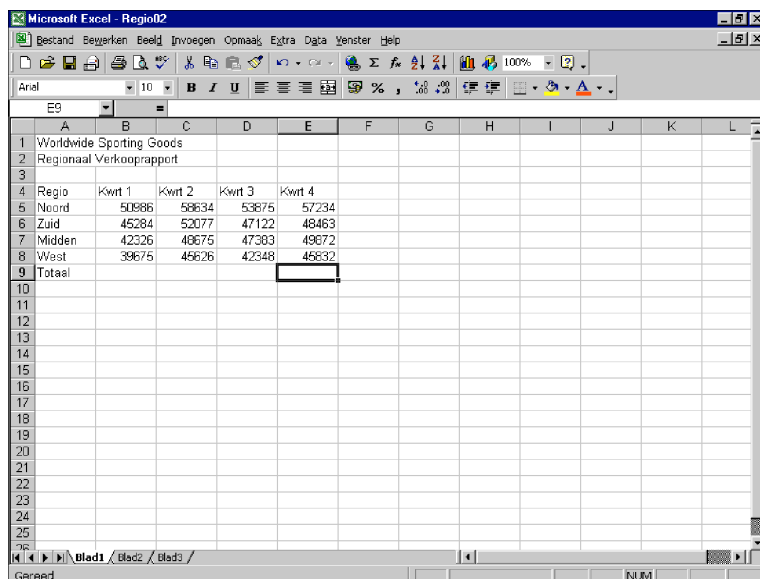 Microsoft Excel - Regio02
Bestand Bewerken Beeld Invoegen Opmaak Extra Data Venster Help
100%
Arial 10 B I U % ,
E9 =
A B C D E F G H I J K L
1 Worldwide Sporting Goods
2 Regionaal Verkooprapport
3
4 Regio Kwrt 1 Kwrt 2 Kwrt 3 Kwrt 4
5 Noord 50986 58634 53875 57234
6 Zuid 45284 52077 47122 48463
7 Midden 42326 48675 47383 49872
8 West 39675 45626 42348 45832
9 Totaal
10
11
12
13
14
15
16
17
18
19
20
21
22
23
24
25
26
Blad1 Blad2 Blad3
Gereed NUM